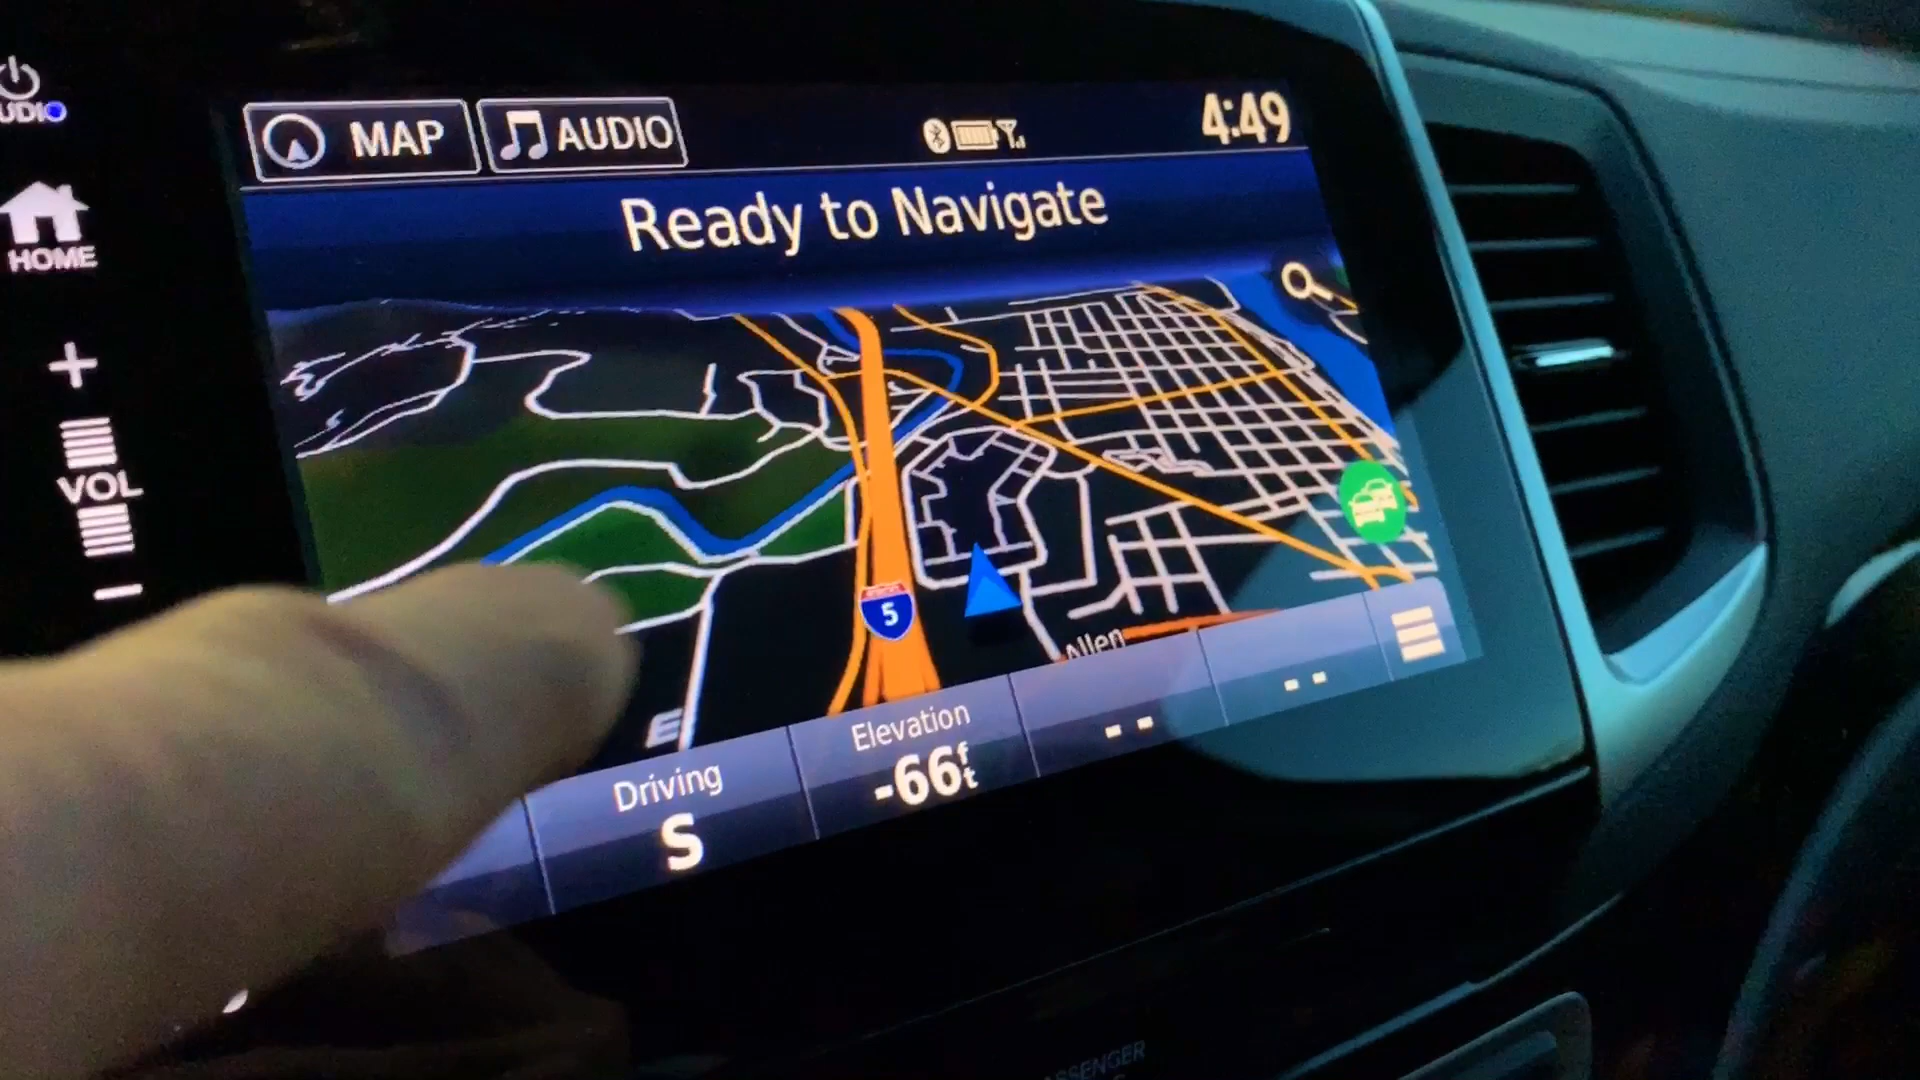 AUDIO
HOME
+
VOL
-
MAP
AUDIO
4:49
Ready to Navigate
5
Allen
E
Driving
S
Elevation
-66ft
- -
- -